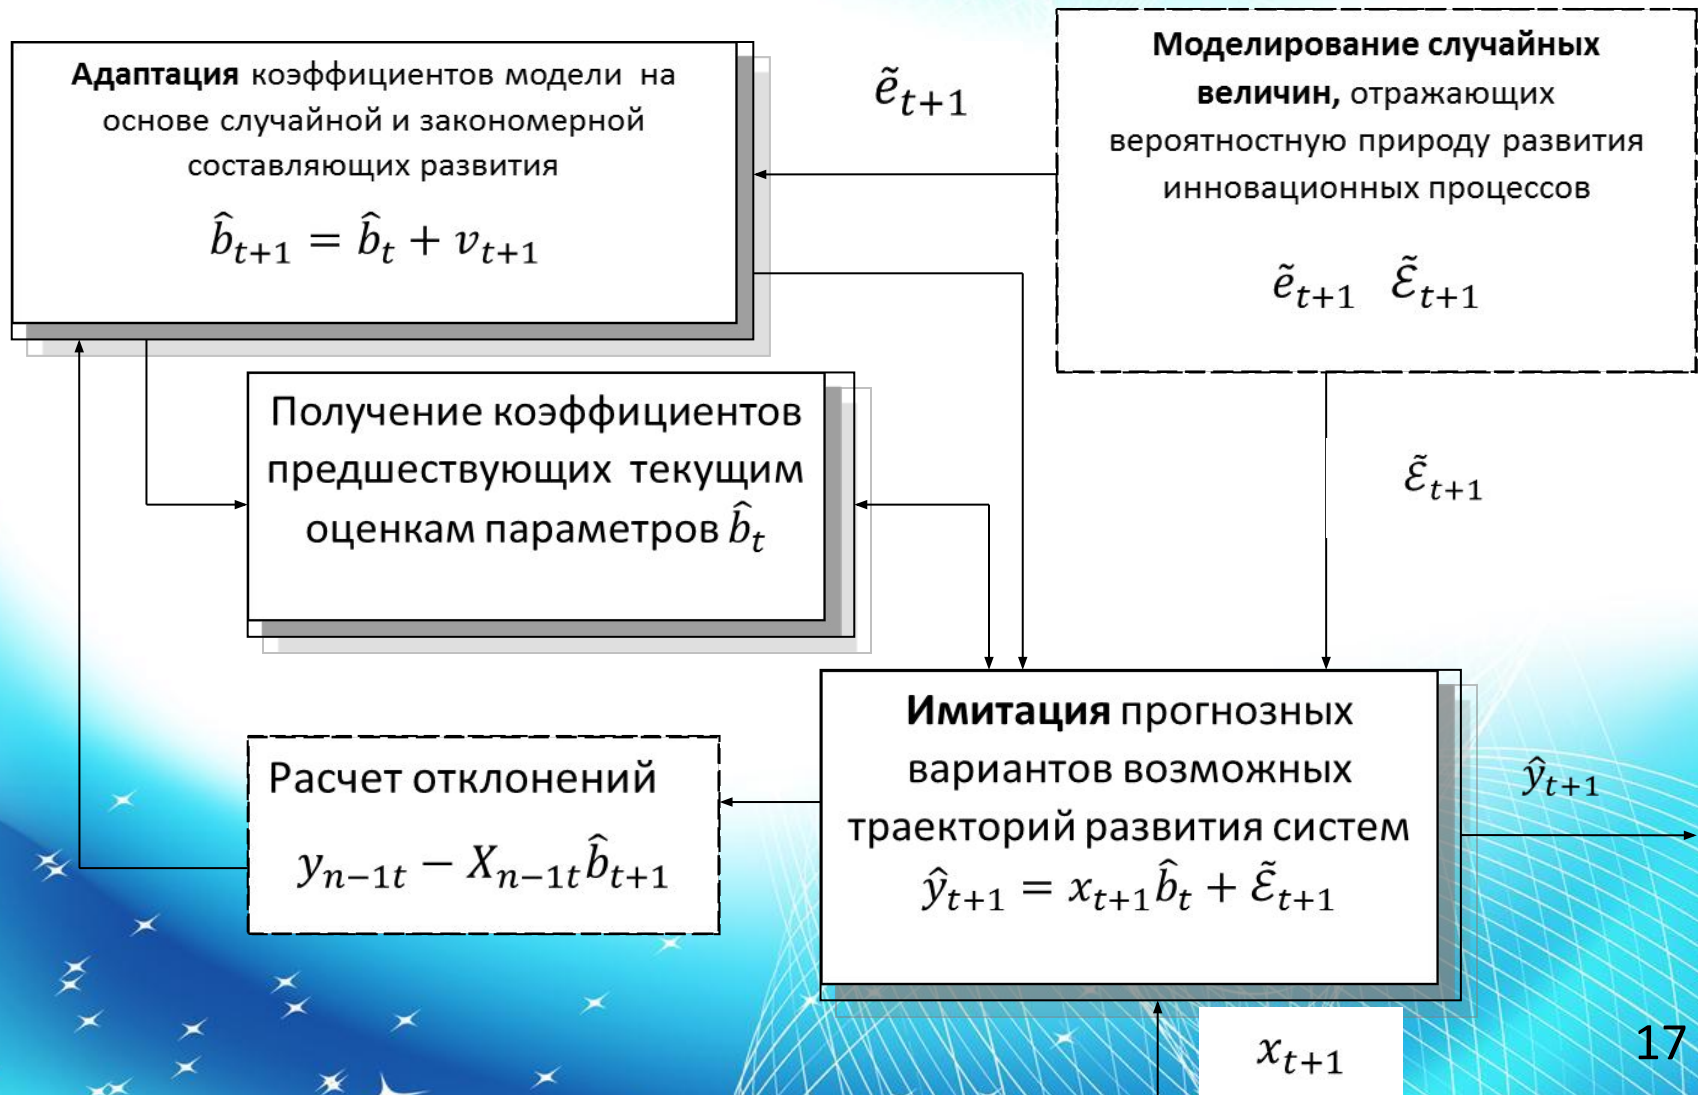 Адаптация коэффициентов модели на
основе случайной и закономерной
составляющих развития
b̂ₜ₊₁ = b̂ₜ + vₜ₊₁
ẽₜ₊₁
Моделирование случайных
величин, отражающих
вероятностную природу развития
инновационных процессов
ẽₜ₊₁ Ɛ̃ₜ₊₁
Получение коэффициентов
предшествующих текущим
оценкам параметров b̂ₜ
Ɛ̃ₜ₊₁
Расчет отклонений
yₙ₋₁ₜ − Xₙ₋₁ₜb̂ₜ₊₁
Имитация прогнозных
вариантов возможных
траекторий развития систем
ŷₜ₊₁ = xₜ₊₁b̂ₜ + Ɛ̃ₜ₊₁
ŷₜ₊₁
xₜ₊₁
17